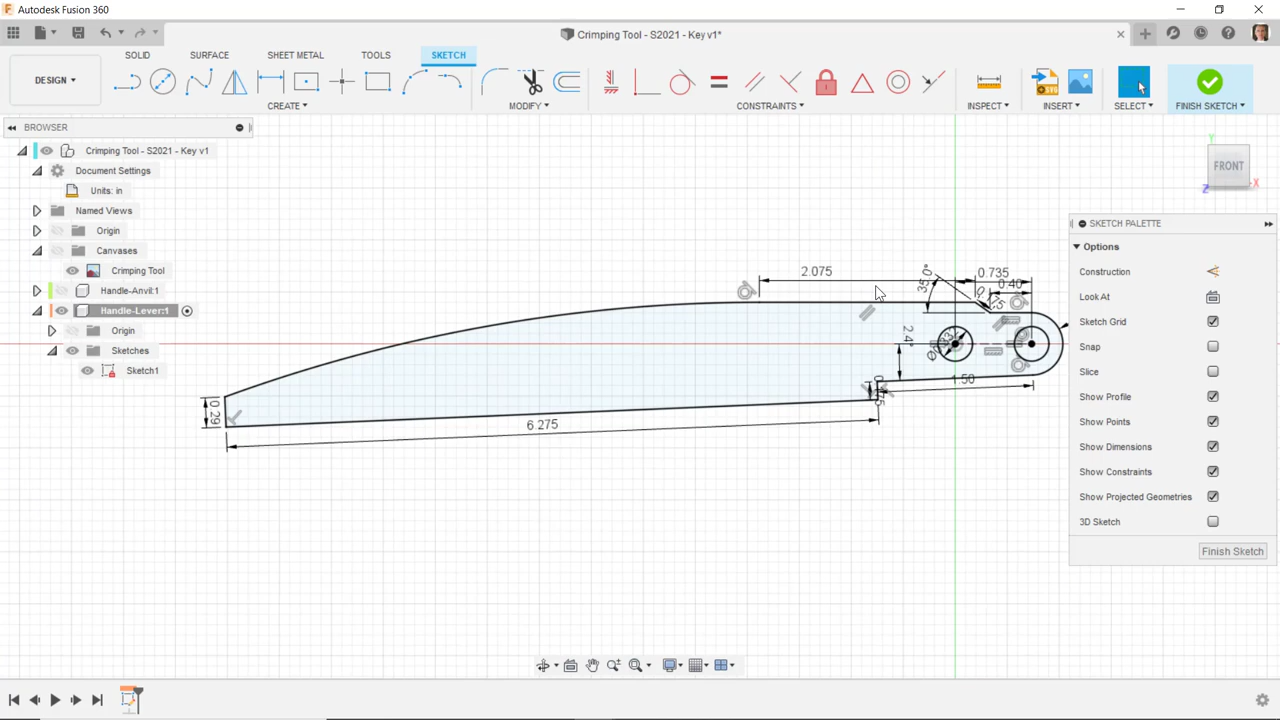 Autodesk Fusion 360
Crimping Tool - S2021 - Key v1*
SOLID
SURFACE
SHEET METAL
TOOLS
SKETCH
DESIGN
CREATE
MODIFY
CONSTRAINTS
INSPECT
INSERT
SELECT
FINISH SKETCH
BROWSER
Crimping Tool - S2021 - Key v1
Document Settings
Units: in
Named Views
Origin
Canvases
Crimping Tool
Handle-Anvil:1
Handle-Lever:1
Origin
Sketches
Sketch1
FRONT
SKETCH PALETTE
Options
Construction
Look At
Sketch Grid
Snap
Slice
Show Profile
Show Points
Show Dimensions
Show Constraints
Show Projected Geometries
3D Sketch
Finish Sketch
2.075
35.0°
0.735
0.40
2.4°
1.50
0.29
6.275
Y
X
Z